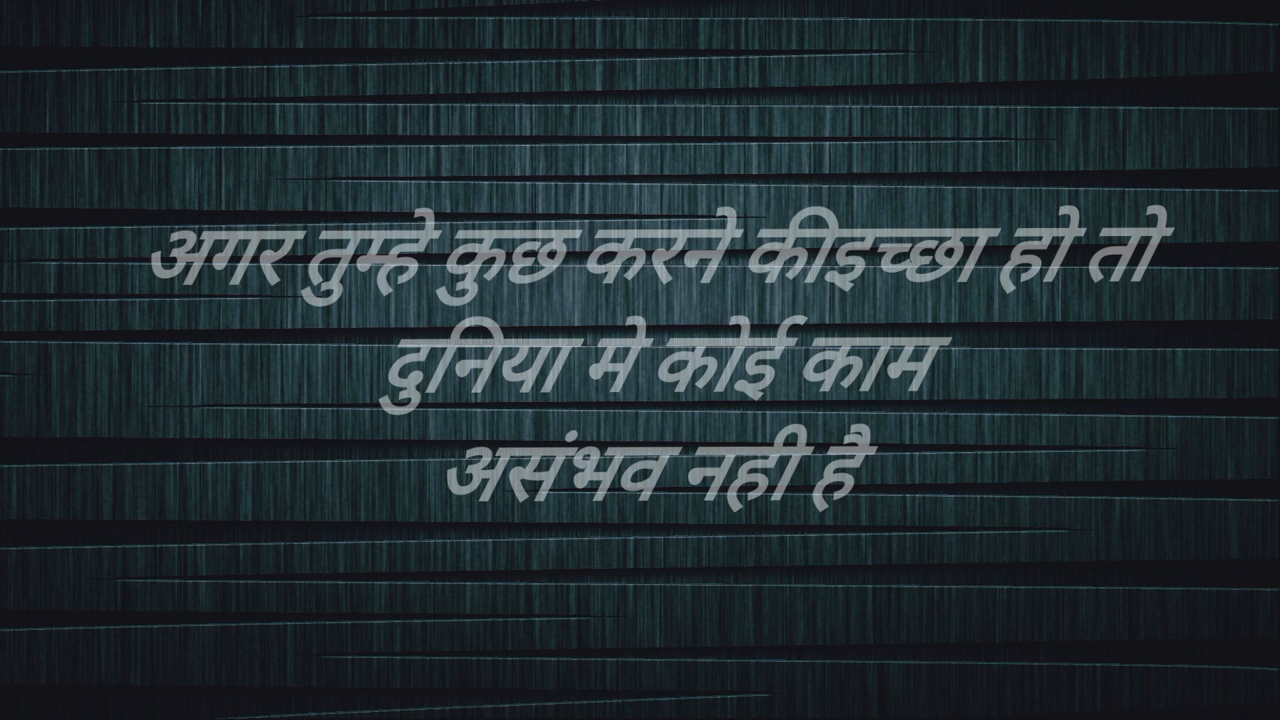 अगर तुम्हे कुछ करने कीइच्छा हो तो
दुनिया मे कोई काम
असंभव नही है